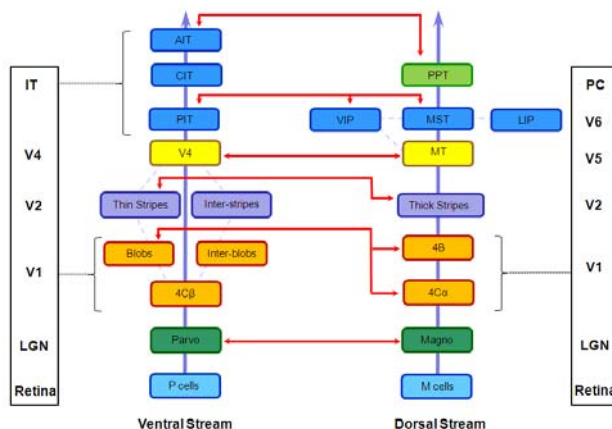 AIT
IT
CIT
PPT
PC
PIT
VIP
MST
LIP
V6
V4
V4
MT
V5
V2
Thin Stripes
Inter-stripes
Thick Stripes
V2
Blobs
Inter-blobs
4B
V1
V1
4Cβ
4Cα
LGN
Parvo
Magno
LGN
Retina
P cells
M cells
Retina
Ventral Stream
Dorsal Stream